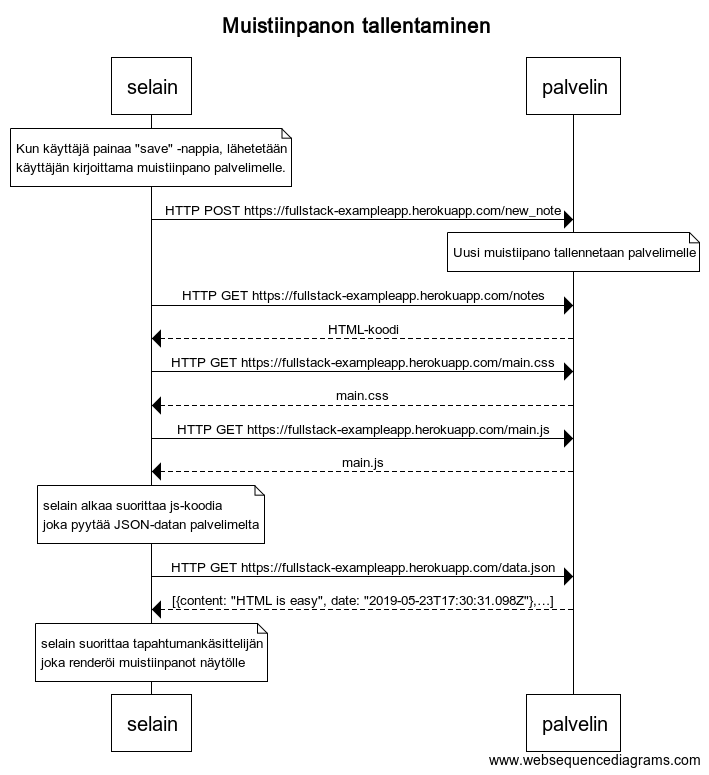 Muistiinpanon tallentaminen
selain
palvelin
Kun käyttäjä painaa "save" -nappia, lähetetään
käyttäjän kirjoittama muistiinpano palvelimelle.
HTTP POST https://fullstack-exampleapp.herokuapp.com/new_note
Uusi muistiipano tallennetaan palvelimelle
HTTP GET https://fullstack-exampleapp.herokuapp.com/notes
HTML-koodi
HTTP GET https://fullstack-exampleapp.herokuapp.com/main.css
main.css
HTTP GET https://fullstack-exampleapp.herokuapp.com/main.js
main.js
selain alkaa suorittaa js-koodia
joka pyytää JSON-datan palvelimelta
HTTP GET https://fullstack-exampleapp.herokuapp.com/data.json
[{content: "HTML is easy", date: "2019-05-23T17:30:31.098Z"},...]
selain suorittaa tapahtumankäsittelijän
joka renderöi muistiinpanot näytölle
selain
palvelin
www.websequencediagrams.com